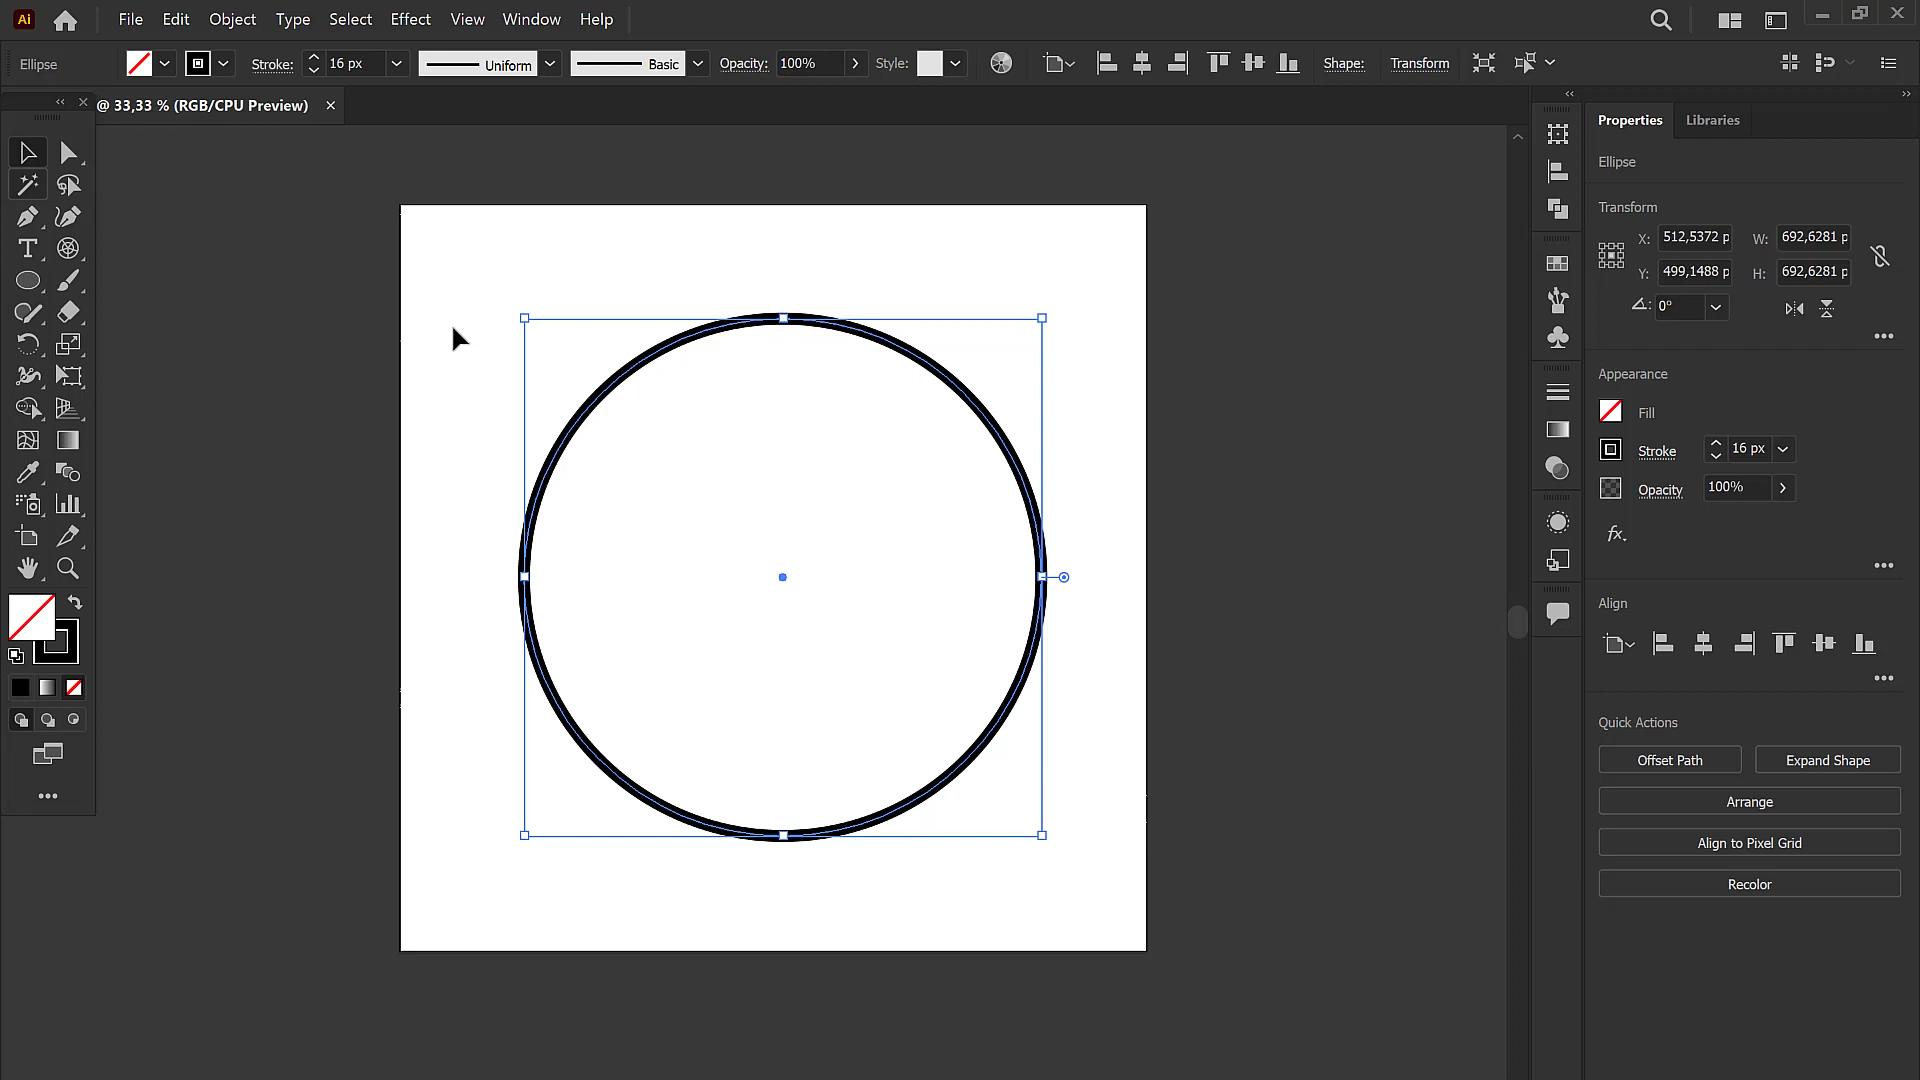 Ai File Edit Object Type Select Effect View Window Help
Ellipse Stroke: 16 px Uniform Basic Opacity: 100% Style: Shape: Transform
@ 33,33 % (RGB/CPU Preview)
Properties Libraries
Ellipse
Transform
X: 512,5372 p W: 692,6281 p
Y: 499,1488 p H: 692,6281 p
0°
Appearance
Fill
Stroke 16 px
Opacity 100%
fx
Align
Quick Actions
Offset Path Expand Shape
Arrange
Align to Pixel Grid
Recolor